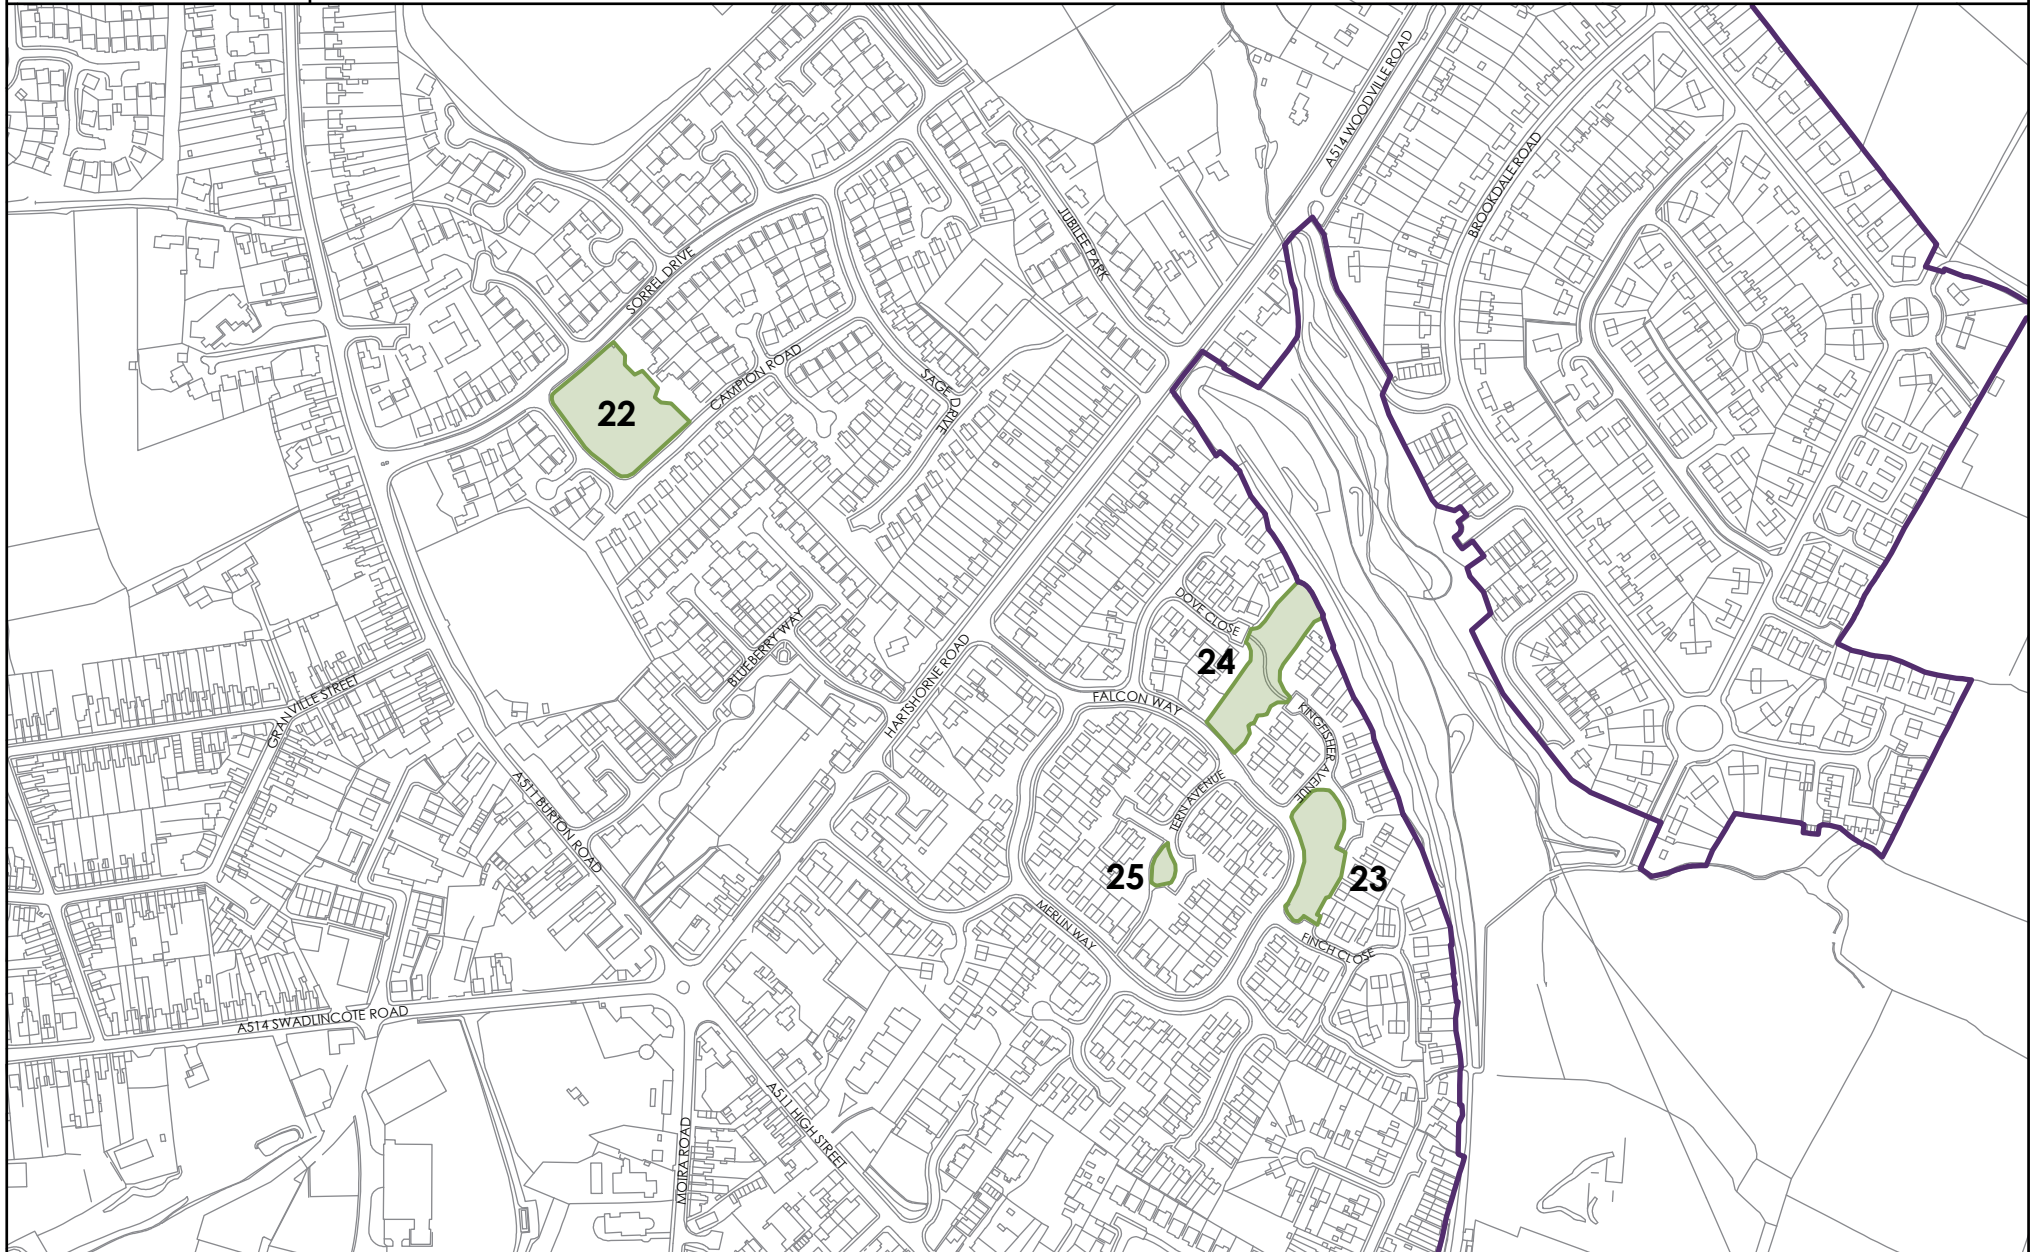 A514 WOODVILLE ROAD
BROOKDALE ROAD
JUBILEE PARK
SORREL DRIVE
CAMPION ROAD
SAGE DRIVE
22
DOVE CLOSE
BLUEBERRY WAY
HARTSHORNE ROAD
24
GRANVILLE STREET
FALCON WAY
KINGFISHER AVENUE
A511 BURTON ROAD
TERN AVENUE
25
23
MERLIN WAY
FINCH CLOSE
A514 SWADLINCOTE ROAD
A511 HIGH STREET
MOIRA ROAD